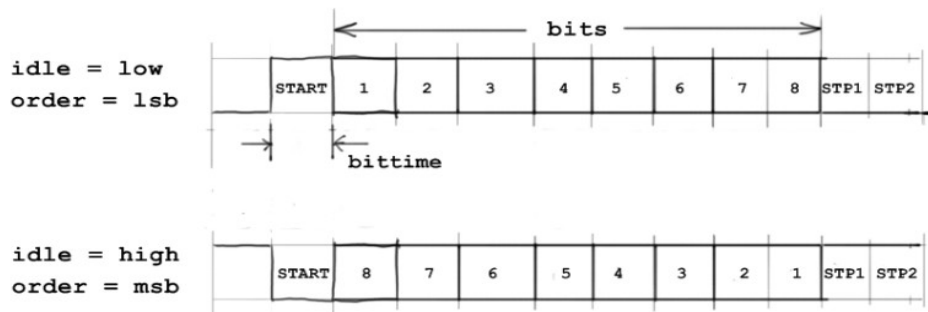 bits
idle = low
order = lsb
START 1 2 3 4 5 6 7 8 STP1 STP2
bittime
idle = high
order = msb
START 8 7 6 5 4 3 2 1 STP1 STP2